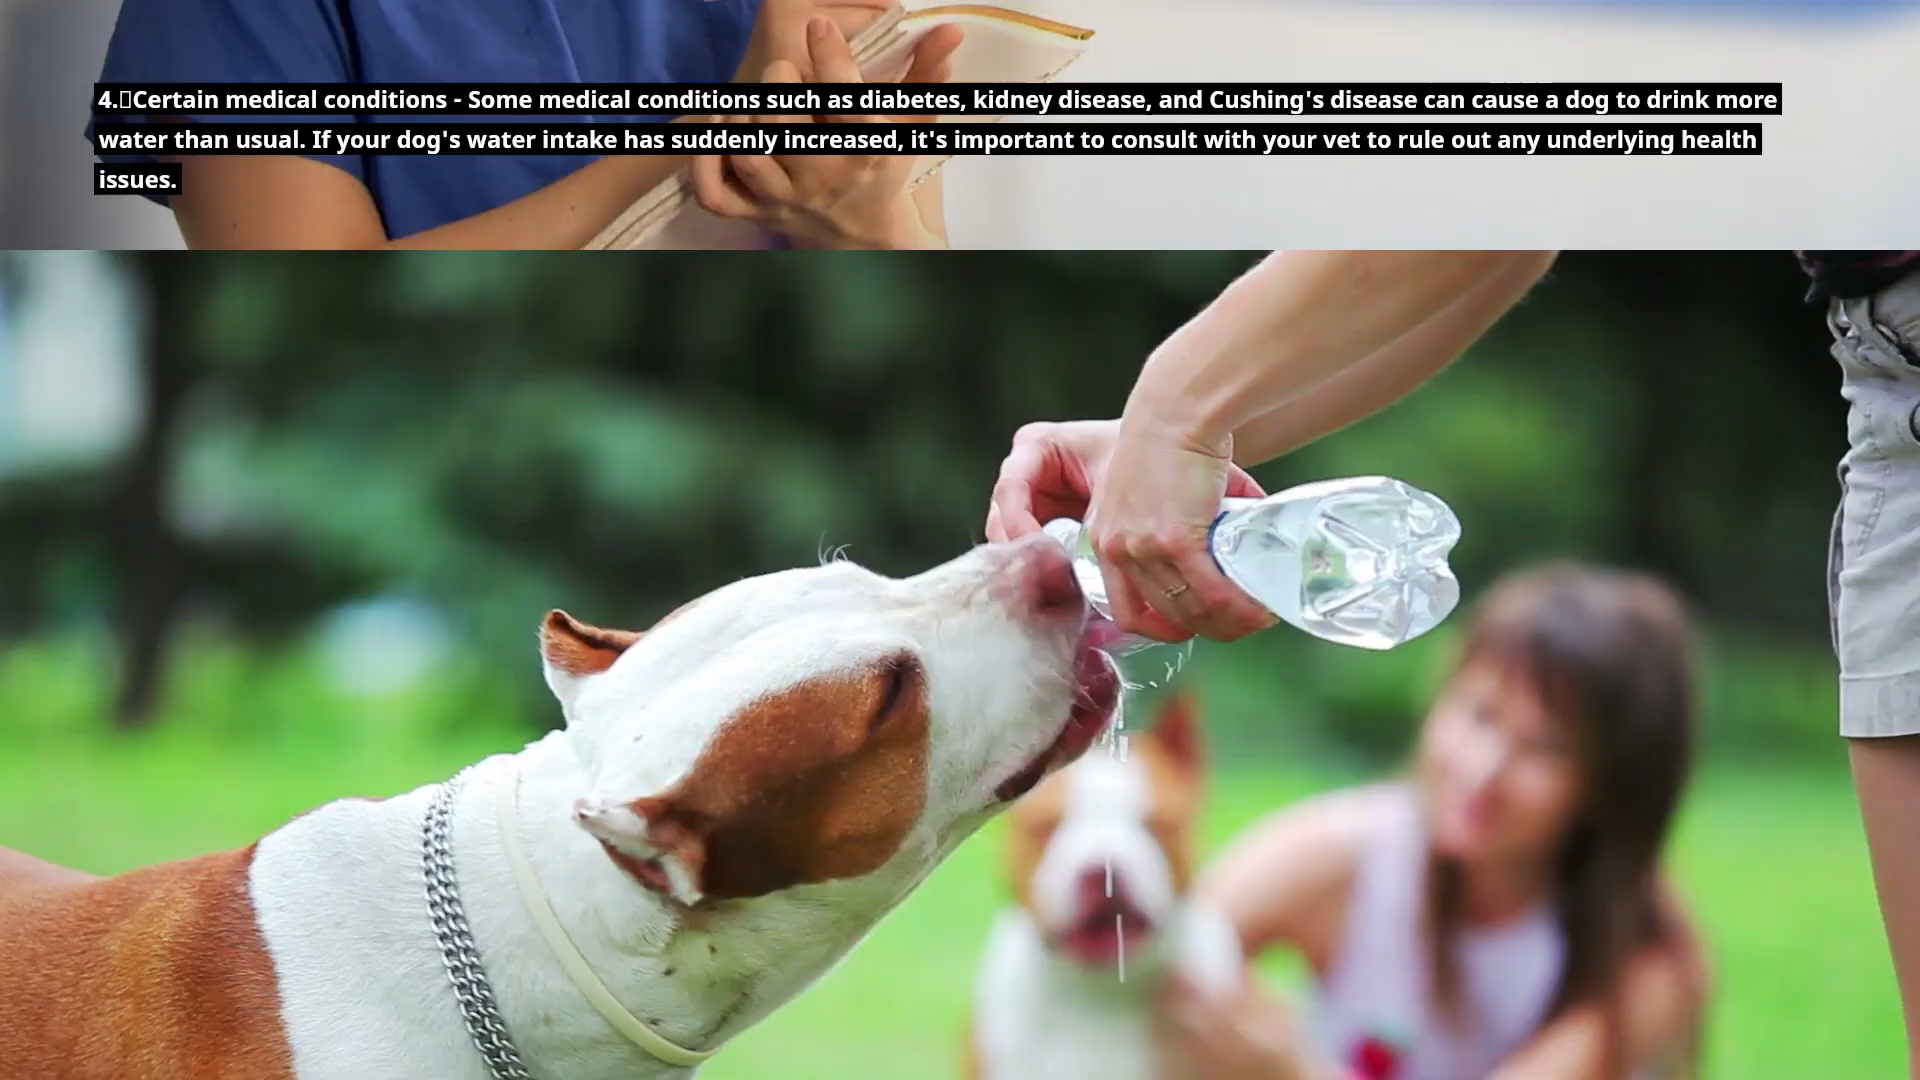 4.▯Certain medical conditions - Some medical conditions such as diabetes, kidney disease, and Cushing's disease can cause a dog to drink more
water than usual. If your dog's water intake has suddenly increased, it's important to consult with your vet to rule out any underlying health
issues.